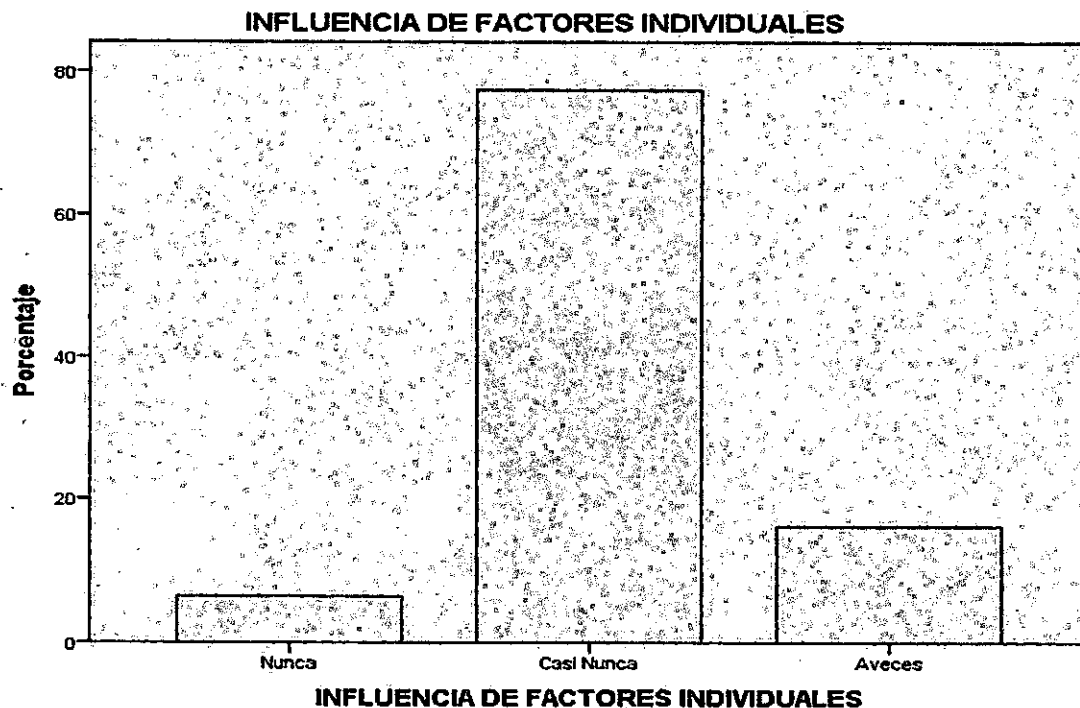 INFLUENCIA DE FACTORES INDIVIDUALES
Porcentaje
80
60
40
20
0
Nunca
Casi Nunca
Aveces
INFLUENCIA DE FACTORES INDIVIDUALES